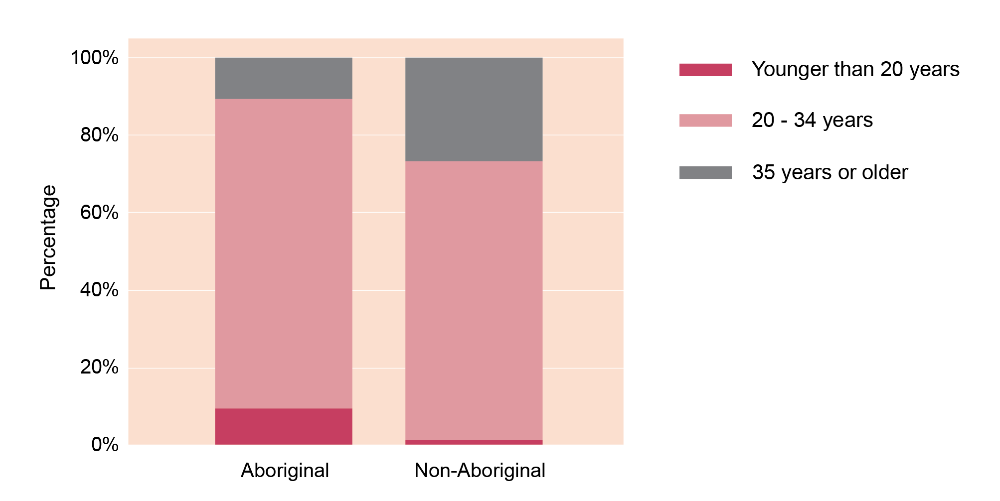 Percentage
100%
80%
60%
40%
20%
0%
Aboriginal
Non-Aboriginal
Younger than 20 years
20 - 34 years
35 years or older